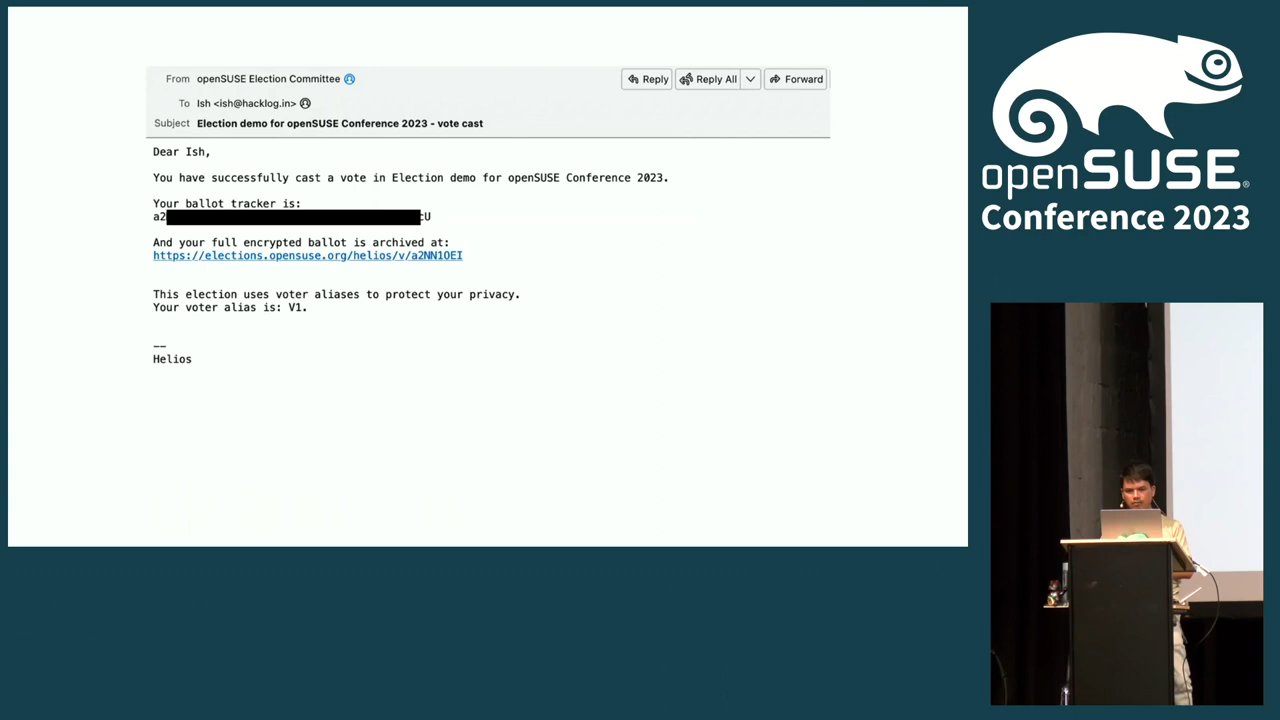 From openSUSE Election Committee
Reply
Reply All
Forward
To Ish <ish@hacklog.in>
Subject Election demo for openSUSE Conference 2023 - vote cast
Dear Ish,
You have successfully cast a vote in Election demo for openSUSE Conference 2023.
Your ballot tracker is:
a2 cU
And your full encrypted ballot is archived at:
https://elections.opensuse.org/helios/v/a2NN1OEI
This election uses voter aliases to protect your privacy.
Your voter alias is: V1.
--
Helios
openSUSE®
Conference 2023